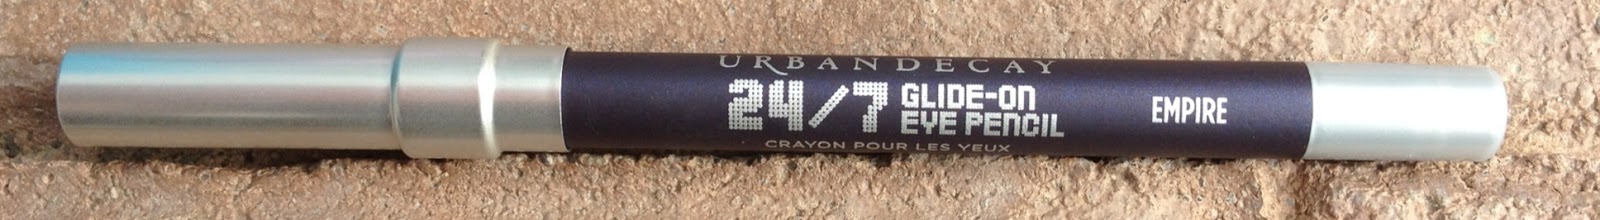 URBANDECAY
24/7 GLIDE-ON
EYE PENCIL
CRAYON POUR LES YEUX
EMPIRE